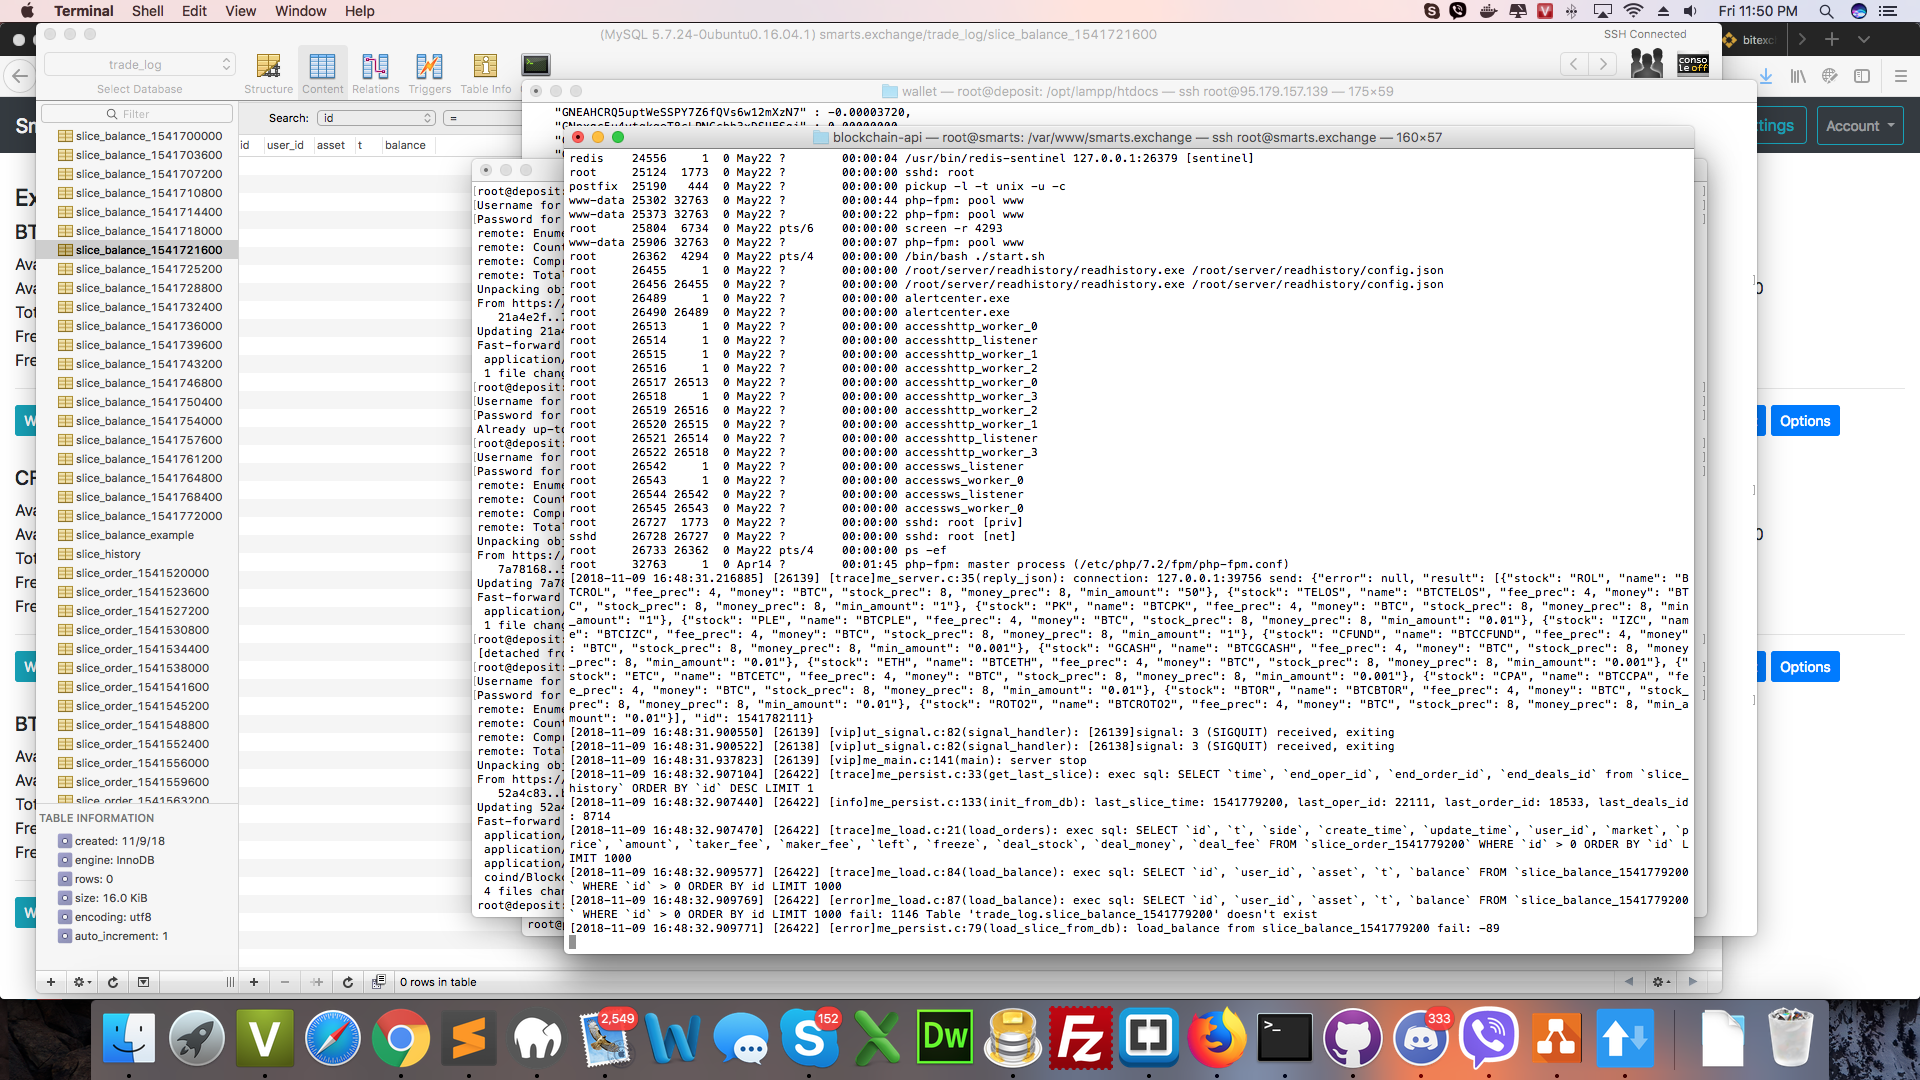 Terminal Shell Edit View Window Help
Fri 11:50 PM
(MySQL 5.7.24-0ubuntu0.16.04.1) smarts.exchange/trade_log/slice_balance_1541721600
SSH Connected
trade_log
Select Database
Structure Content Relations Triggers Table Info
console off
bitexc
Filter
Search: id =
id user_id asset t balance
slice_balance_1541700000
slice_balance_1541703600
slice_balance_1541707200
slice_balance_1541710800
slice_balance_1541714400
slice_balance_1541718000
slice_balance_1541721600
slice_balance_1541725200
slice_balance_1541728800
slice_balance_1541732400
slice_balance_1541736000
slice_balance_1541739600
slice_balance_1541743200
slice_balance_1541746800
slice_balance_1541750400
slice_balance_1541754000
slice_balance_1541757600
slice_balance_1541761200
slice_balance_1541764800
slice_balance_1541768400
slice_balance_1541772000
slice_balance_example
slice_history
slice_order_1541520000
slice_order_1541523600
slice_order_1541527200
slice_order_1541530800
slice_order_1541534400
slice_order_1541538000
slice_order_1541541600
slice_order_1541545200
slice_order_1541548800
slice_order_1541552400
slice_order_1541556000
slice_order_1541559600
slice_order_1541563200
TABLE INFORMATION
created: 11/9/18
engine: InnoDB
rows: 0
size: 16.0 KiB
encoding: utf8
auto_increment: 1
0 rows in table
wallet — root@deposit: /opt/lampp/htdocs — ssh root@95.179.157.139 — 175×59
"GNEAHCRQ5uptWeSSPY7Z6fQVs6w12mXzN7" : -0.00003720,
Account
Options
Options
[root@deposit:
[Username for
[Password for
remote: Enume
remote: Count
remote: Compr
remote: Total
Unpacking obj
From https:/
21a4e2f..
Updating 21a4
Fast-forward
application/
1 file chang
[root@deposit:
[Username for
[Password for
Already up-to
[root@deposit:
[Username for
[Password for
remote: Enume
remote: Count
remote: Compr
remote: Total
Unpacking obj
From https:/
7a78168..
Updating 7a78
Fast-forward
application/
1 file chang
[root@deposit:
[detached fro
[root@deposit:
[Username for
[Password for
remote: Enume
remote: Count
remote: Compr
remote: Total
Unpacking obj
From https:/
52a4c83..
Updating 52a4
Fast-forward
application/
application/
application/
coind/Block
4 files chan
root@deposit:
blockchain-api — root@smarts: /var/www/smarts.exchange — ssh root@smarts.exchange — 160×57
redis 24556 1 0 May22 ? 00:00:04 /usr/bin/redis-sentinel 127.0.0.1:26379 [sentinel]
root 25124 1773 0 May22 ? 00:00:00 sshd: root
postfix 25190 444 0 May22 ? 00:00:00 pickup -l -t unix -u -c
www-data 25302 32763 0 May22 ? 00:00:44 php-fpm: pool www
www-data 25373 32763 0 May22 ? 00:00:22 php-fpm: pool www
root 25804 6734 0 May22 pts/6 00:00:00 screen -r 4293
www-data 25906 32763 0 May22 ? 00:00:07 php-fpm: pool www
root 26362 4294 0 May22 pts/4 00:00:00 /bin/bash ./start.sh
root 26455 1 0 May22 ? 00:00:00 /root/server/readhistory/readhistory.exe /root/server/readhistory/config.json
root 26456 26455 0 May22 ? 00:00:00 /root/server/readhistory/readhistory.exe /root/server/readhistory/config.json
root 26489 1 0 May22 ? 00:00:00 alertcenter.exe
root 26490 26489 0 May22 ? 00:00:00 alertcenter.exe
root 26513 1 0 May22 ? 00:00:00 accesshttp_worker_0
root 26514 1 0 May22 ? 00:00:00 accesshttp_listener
root 26515 1 0 May22 ? 00:00:00 accesshttp_worker_1
root 26516 1 0 May22 ? 00:00:00 accesshttp_worker_2
root 26517 26513 0 May22 ? 00:00:00 accesshttp_worker_0
root 26518 1 0 May22 ? 00:00:00 accesshttp_worker_3
root 26519 26516 0 May22 ? 00:00:00 accesshttp_worker_2
root 26520 26515 0 May22 ? 00:00:00 accesshttp_worker_1
root 26521 26514 0 May22 ? 00:00:00 accesshttp_listener
root 26522 26518 0 May22 ? 00:00:00 accesshttp_worker_3
root 26542 1 0 May22 ? 00:00:00 accessws_listener
root 26543 1 0 May22 ? 00:00:00 accessws_worker_0
root 26544 26542 0 May22 ? 00:00:00 accessws_listener
root 26545 26543 0 May22 ? 00:00:00 accessws_worker_0
root 26727 1773 0 May22 ? 00:00:00 sshd: root [priv]
sshd 26728 26727 0 May22 ? 00:00:00 sshd: root [net]
root 26733 26362 0 May22 pts/4 00:00:00 ps -ef
root 32763 1 0 Apr14 ? 00:01:45 php-fpm: master process (/etc/php/7.2/fpm/php-fpm.conf)
[2018-11-09 16:48:31.216885] [26139] [trace]me_server.c:35(reply_json): connection: 127.0.0.1:39756 send: {"error": null, "result": [{"stock": "ROL", "name": "B
TCROL", "fee_prec": 4, "money": "BTC", "stock_prec": 8, "money_prec": 8, "min_amount": "50"}, {"stock": "TELOS", "name": "BTCTELOS", "fee_prec": 4, "money": "BT
C", "stock_prec": 8, "money_prec": 8, "min_amount": "1"}, {"stock": "PK", "name": "BTCPK", "fee_prec": 4, "money": "BTC", "stock_prec": 8, "money_prec": 8, "min
_amount": "1"}, {"stock": "PLE", "name": "BTCPLE", "fee_prec": 4, "money": "BTC", "stock_prec": 8, "money_prec": 8, "min_amount": "0.01"}, {"stock": "IZC", "nam
e": "BTCIZC", "fee_prec": 4, "money": "BTC", "stock_prec": 8, "money_prec": 8, "min_amount": "1"}, {"stock": "CFUND", "name": "BTCCFUND", "fee_prec": 4, "money"
: "BTC", "stock_prec": 8, "money_prec": 8, "min_amount": "0.001"}, {"stock": "GCASH", "name": "BTCGCASH", "fee_prec": 4, "money": "BTC", "stock_prec": 8, "money
_prec": 8, "min_amount": "0.01"}, {"stock": "ETH", "name": "BTCETH", "fee_prec": 4, "money": "BTC", "stock_prec": 8, "money_prec": 8, "min_amount": "0.001"}, {"
stock": "ETC", "name": "BTCETC", "fee_prec": 4, "money": "BTC", "stock_prec": 8, "money_prec": 8, "min_amount": "0.001"}, {"stock": "CPA", "name": "BTCCPA", "fe
e_prec": 4, "money": "BTC", "stock_prec": 8, "money_prec": 8, "min_amount": "0.01"}, {"stock": "BTOR", "name": "BTCBTOR", "fee_prec": 4, "money": "BTC", "stock_
prec": 8, "money_prec": 8, "min_amount": "0.01"}, {"stock": "ROTO2", "name": "BTCROTO2", "fee_prec": 4, "money": "BTC", "stock_prec": 8, "money_prec": 8, "min_a
mount": "0.01"}], "id": 1541782111}
[2018-11-09 16:48:31.900550] [26139] [vip]ut_signal.c:82(signal_handler): [26139]signal: 3 (SIGQUIT) received, exiting
[2018-11-09 16:48:31.900522] [26138] [vip]ut_signal.c:82(signal_handler): [26138]signal: 3 (SIGQUIT) received, exiting
[2018-11-09 16:48:31.937823] [26139] [vip]me_main.c:141(main): server stop
[2018-11-09 16:48:32.907104] [26422] [trace]me_persist.c:33(get_last_slice): exec sql: SELECT `time`, `end_oper_id`, `end_order_id`, `end_deals_id` from `slice_
history` ORDER BY `id` DESC LIMIT 1
[2018-11-09 16:48:32.907440] [26422] [info]me_persist.c:133(init_from_db): last_slice_time: 1541779200, last_oper_id: 22111, last_order_id: 18533, last_deals_id
: 8714
[2018-11-09 16:48:32.907470] [26422] [trace]me_load.c:21(load_orders): exec sql: SELECT `id`, `t`, `side`, `create_time`, `update_time`, `user_id`, `market`, `p
rice`, `amount`, `taker_fee`, `maker_fee`, `left`, `freeze`, `deal_stock`, `deal_money`, `deal_fee` FROM `slice_order_1541779200` WHERE `id` > 0 ORDER BY `id` L
IMIT 1000
[2018-11-09 16:48:32.909577] [26422] [trace]me_load.c:84(load_balance): exec sql: SELECT `id`, `user_id`, `asset`, `t`, `balance` FROM `slice_balance_1541779200
` WHERE `id` > 0 ORDER BY id LIMIT 1000
[2018-11-09 16:48:32.909769] [26422] [error]me_load.c:87(load_balance): exec sql: SELECT `id`, `user_id`, `asset`, `t`, `balance` FROM `slice_balance_1541779200
` WHERE `id` > 0 ORDER BY id LIMIT 1000 fail: 1146 Table 'trade_log.slice_balance_1541779200' doesn't exist
[2018-11-09 16:48:32.909771] [26422] [error]me_persist.c:79(load_slice_from_db): load_balance from slice_balance_1541779200 fail: -89
2,549
152
Dw
Fz
333